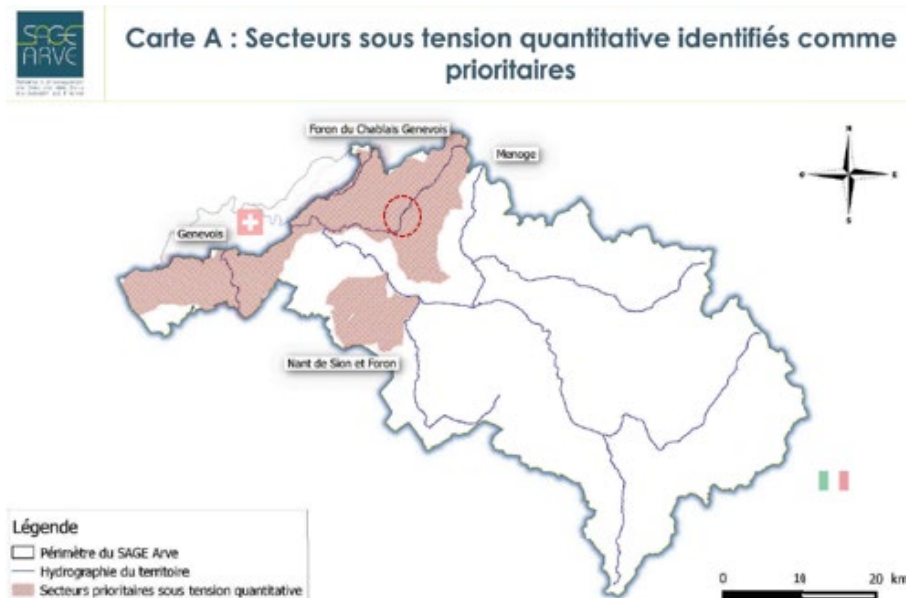 SAGE
ARVE
Carte A : Secteurs sous tension quantitative identifiés comme
prioritaires
Foron du Chablais Genevois
Menoge
Genevois
Nant de Sion et Foron
N
E
S
Légende
Périmètre du SAGE Arve
Hydrographie du territoire
Secteurs prioritaires sous tension quantitative
0 10 20 km